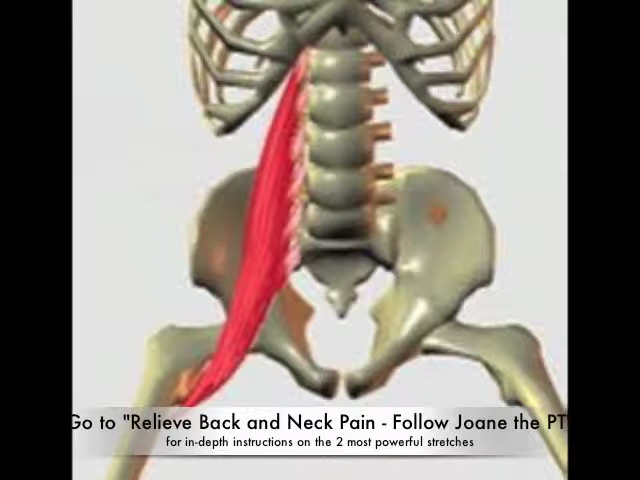 Go to "Relieve Back and Neck Pain - Follow Joane the PT"
for in-depth instructions on the 2 most powerful stretches